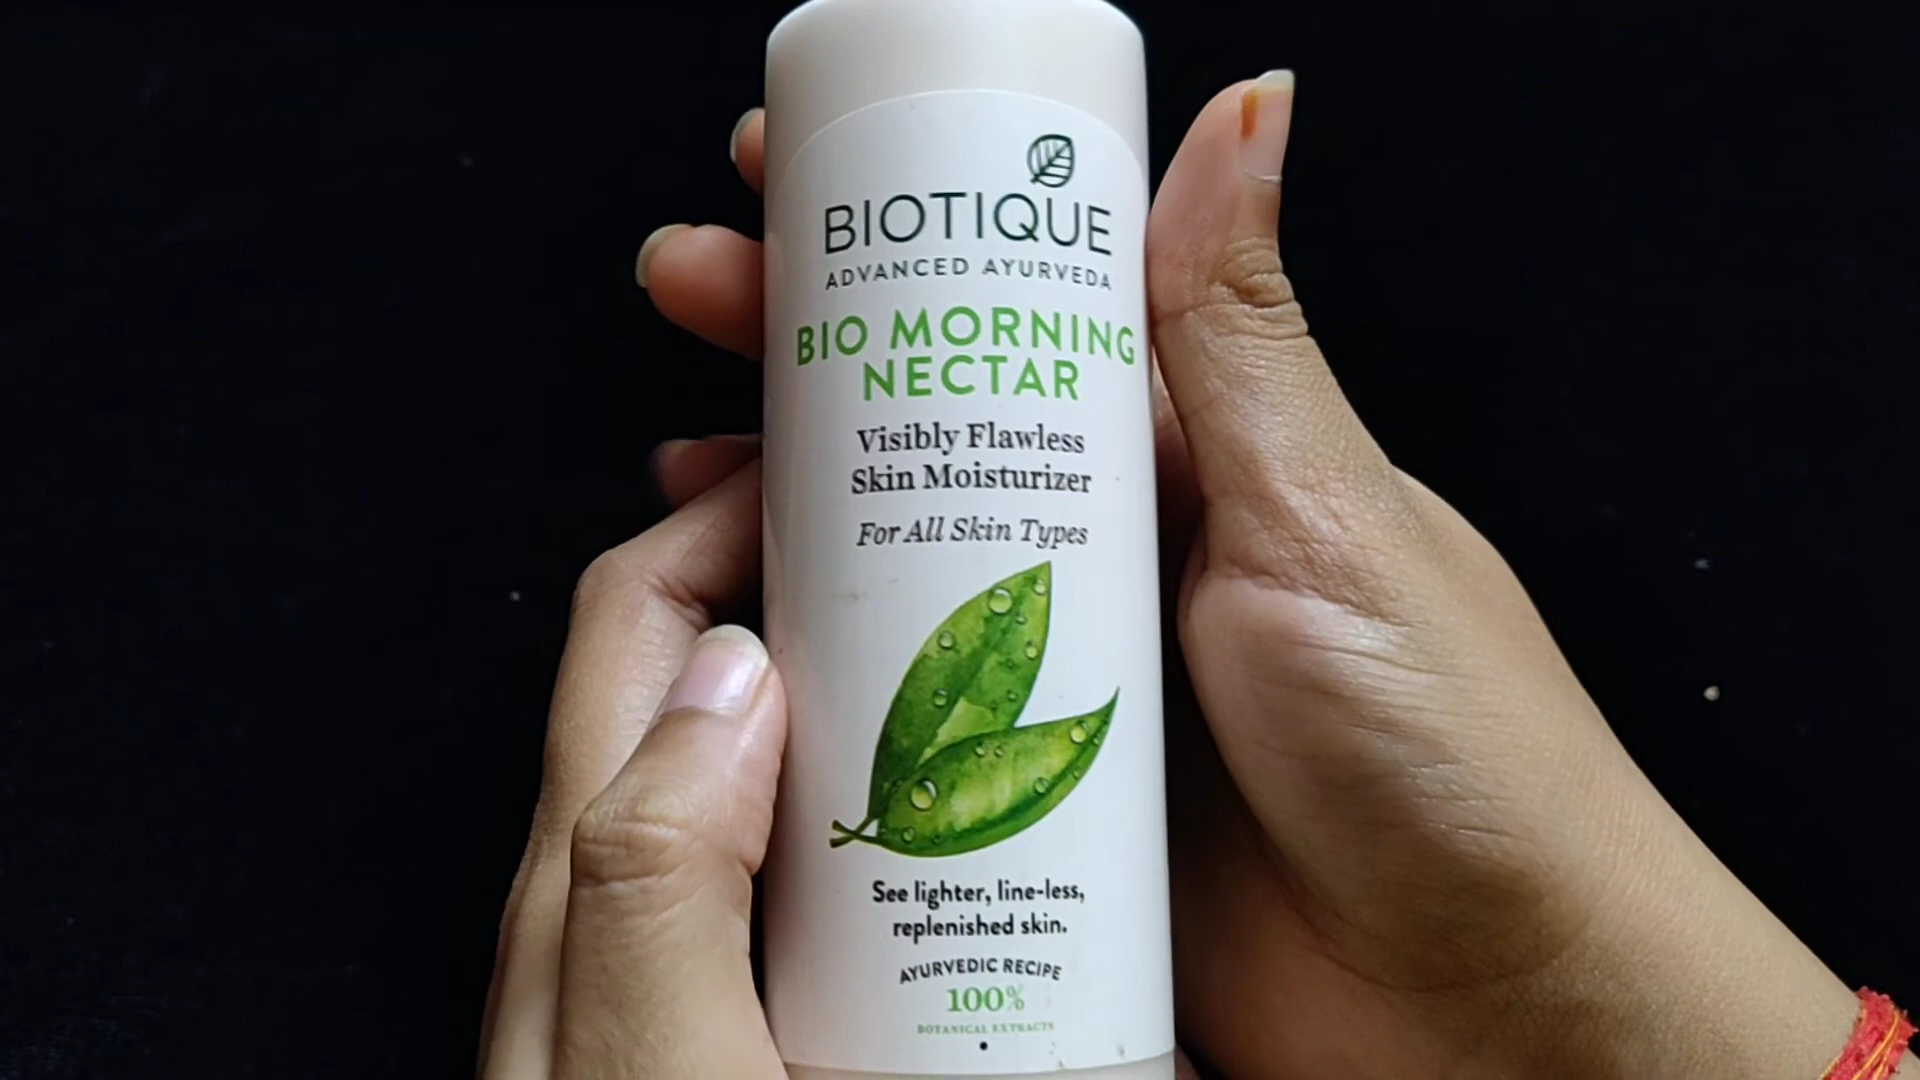 BIOTIQUE
ADVANCED AYURVEDA
BIO MORNING
NECTAR
Visibly Flawless
Skin Moisturizer
For All Skin Types
See lighter, line-less,
replenished skin.
AYURVEDIC RECIPE
100%
BOTANICAL EXTRACTS